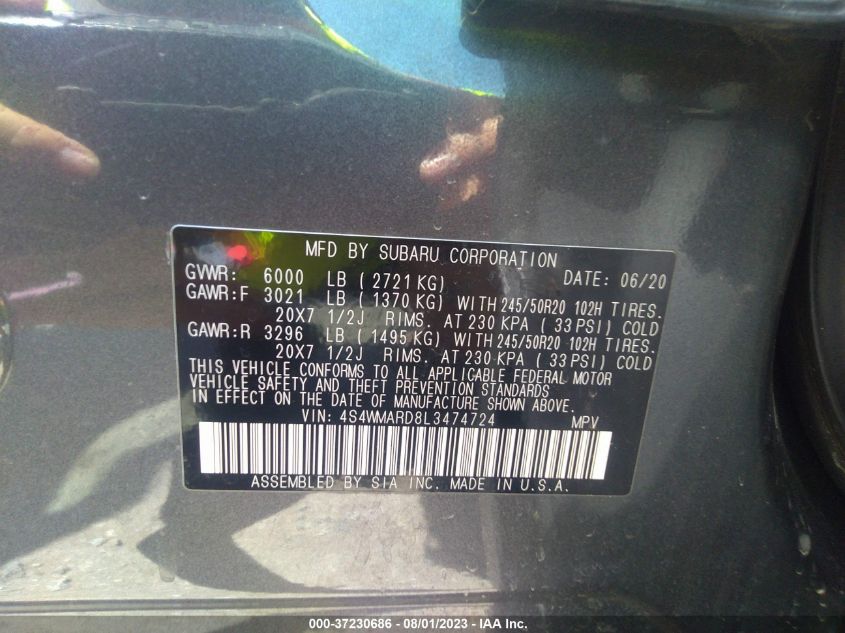 MFD BY SUBARU CORPORATION
GVWR: 6000 LB ( 2721 KG) DATE: 06/20
GAWR:F 3021 LB ( 1370 KG) WITH 245/50R20 102H TIRES.
20X7 1/2J RIMS. AT 230 KPA ( 33 PSI) COLD
GAWR:R 3296 LB ( 1495 KG) WITH 245/50R20 102H TIRES.
20X7 1/2J RIMS. AT 230 KPA ( 33 PSI) COLD
THIS VEHICLE CONFORMS TO ALL APPLICABLE FEDERAL MOTOR
VEHICLE SAFETY AND THEFT PREVENTION STANDARDS
IN EFFECT ON THE DATE OF MANUFACTURE SHOWN ABOVE.
VIN: 4S4WMARD8L3474724 MPV
ASSEMBLED BY SIA INC. MADE IN U.S.A.
000-37230686 - 08/01/2023 - IAA Inc.